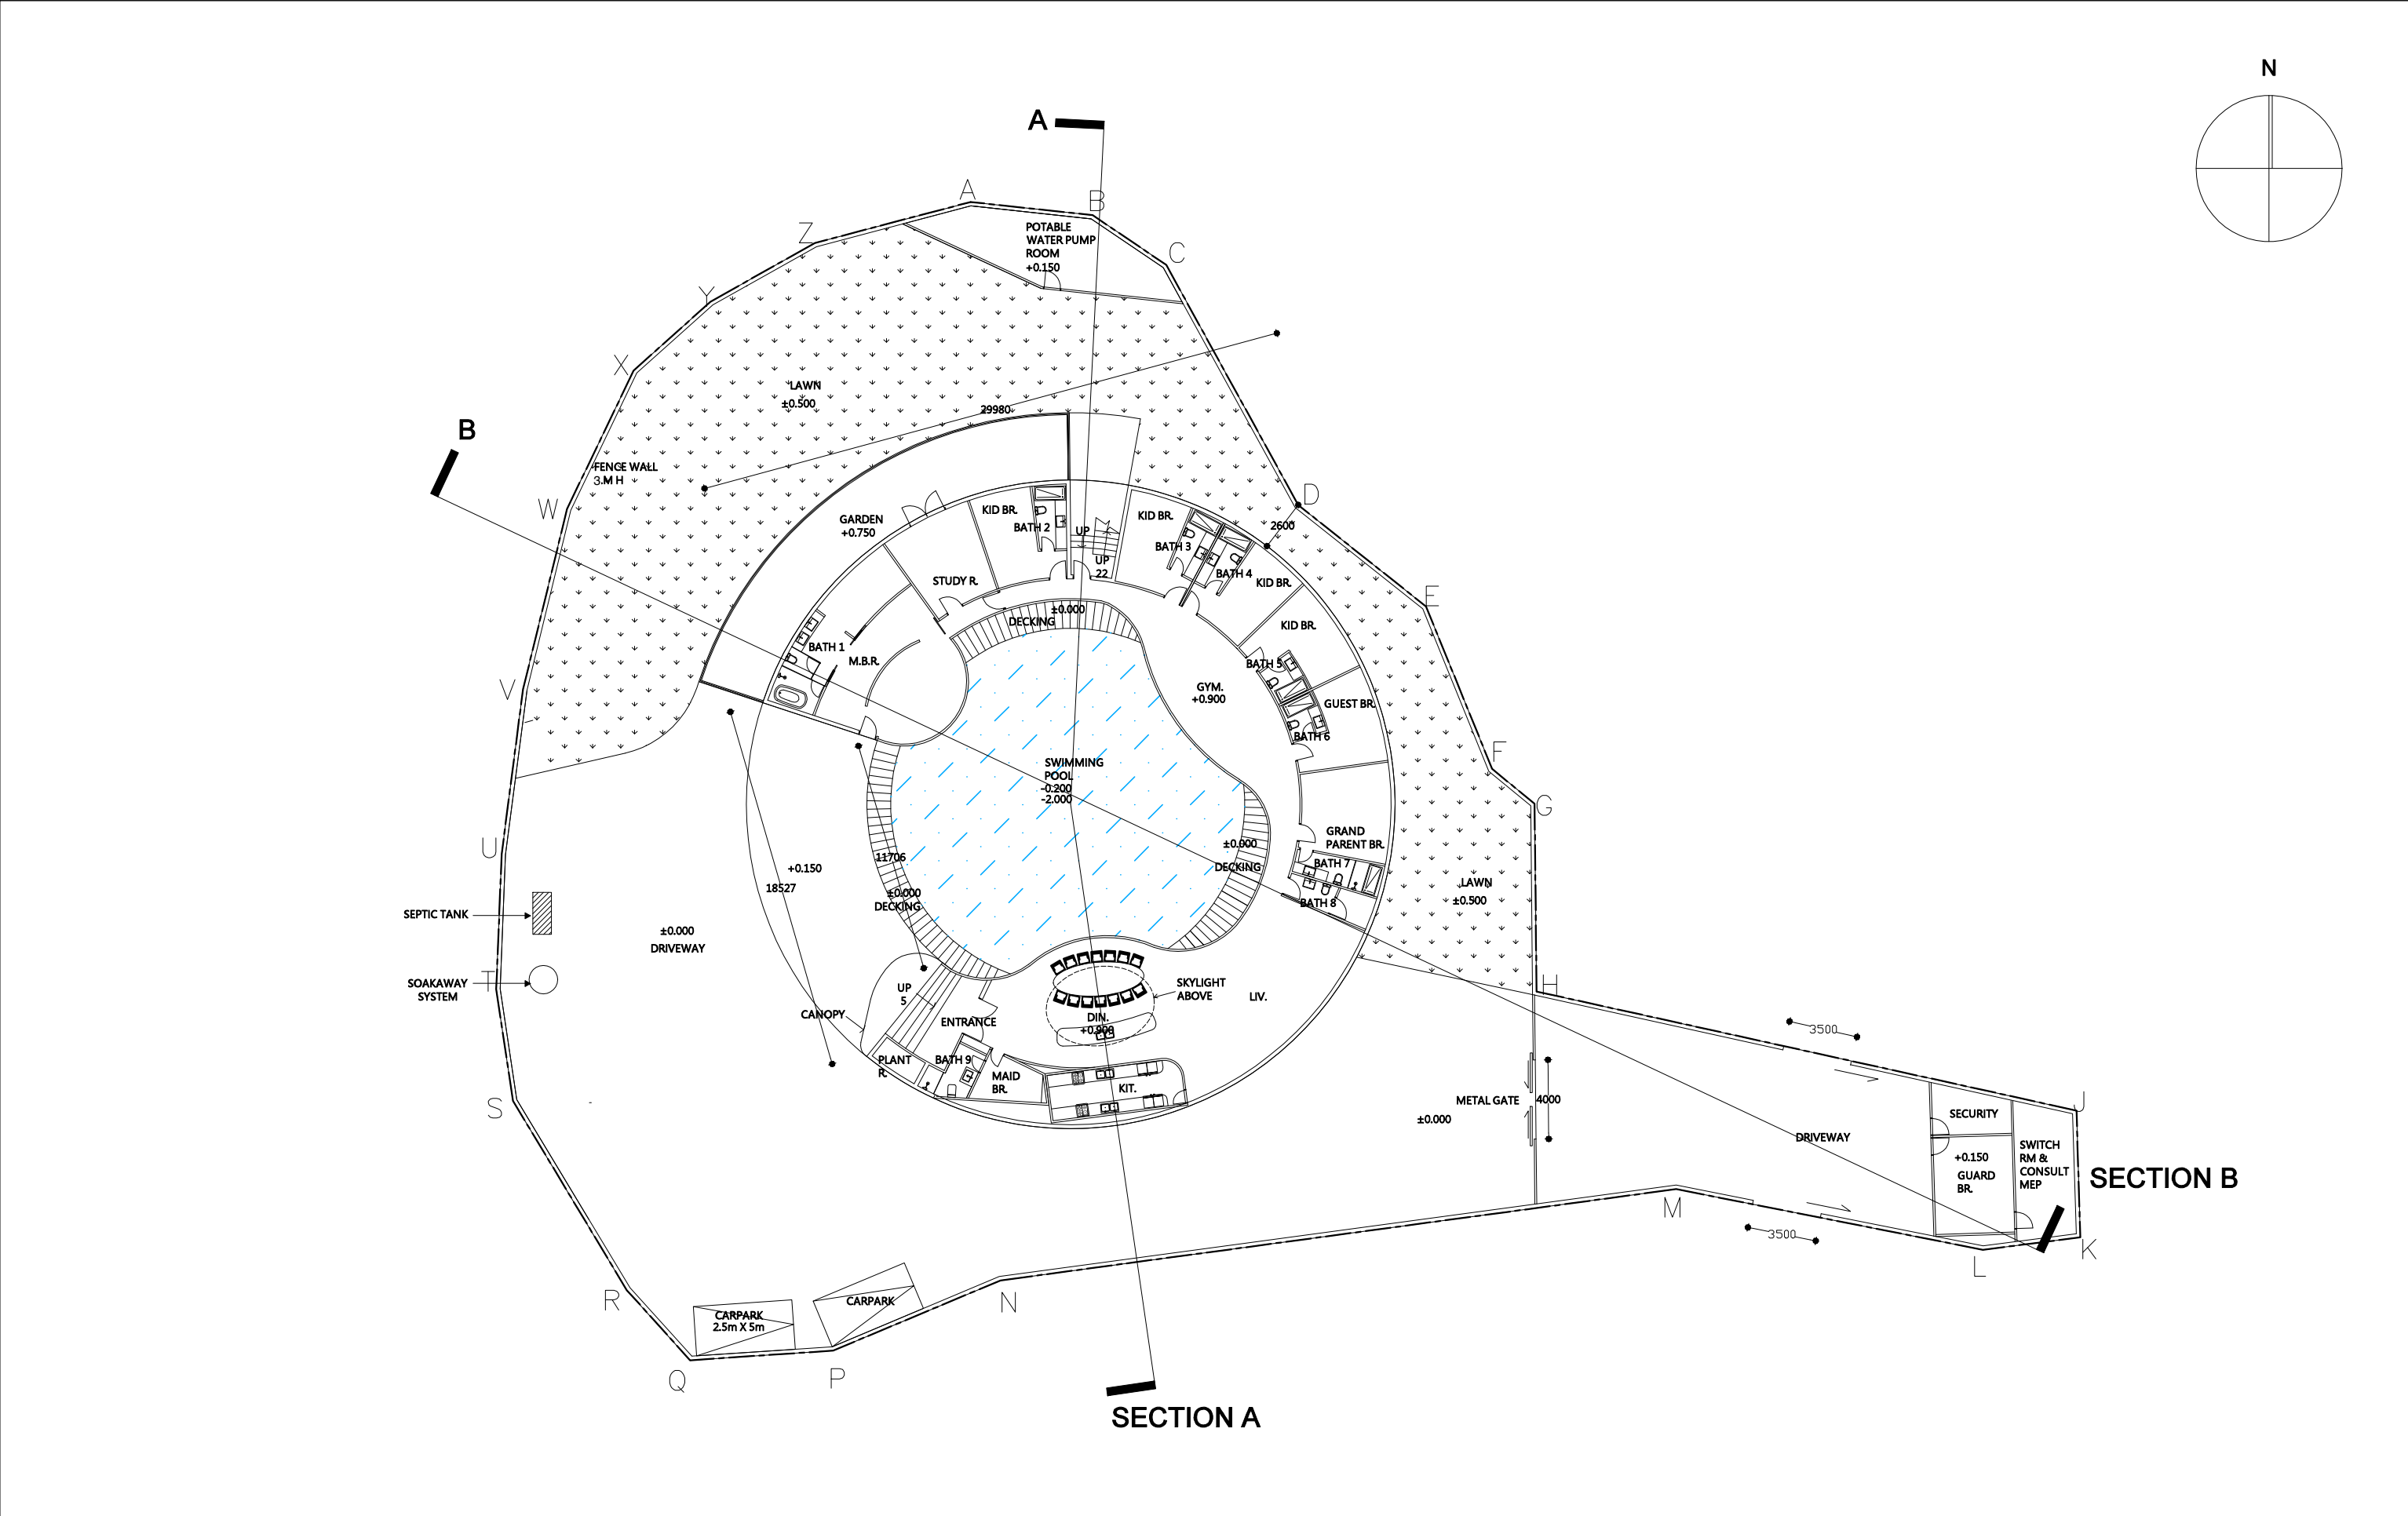 N
A
A
B
POTABLE
WATER PUMP
ROOM
+0.150
C
Z
Y
X
LAWN
±0.500
29980
B
FENCE WALL
3.M H
W
D
2600
GARDEN
+0.750
KID BR.
BATH 2
UP
UP
22
KID BR.
BATH 3
BATH 4
KID BR.
STUDY R.
±0.000
DECKING
E
KID BR.
BATH 1
M.B.R.
BATH 5
GYM.
+0.900
GUEST BR.
BATH 6
V
F
SWIMMING
POOL
-0.200
-2.000
G
GRAND
PARENT BR.
U
±0.000
DECKING
BATH 7
BATH 8
11706
+0.150
18527
±0.000
DECKING
LAWN
±0.500
SEPTIC TANK
±0.000
DRIVEWAY
T
SOAKAWAY
SYSTEM
UP
5
SKYLIGHT
ABOVE
LIV.
H
CANOPY
ENTRANCE
DIN.
+0.900
3500
PLANT
R.
BATH 9
MAID
BR.
KIT.
METAL GATE
4000
±0.000
S
J
SECURITY
DRIVEWAY
+0.150
GUARD
BR.
SWITCH
RM &
CONSULT
MEP
SECTION B
M
3500
K
L
R
CARPARK
2.5m X 5m
CARPARK
N
Q
P
SECTION A